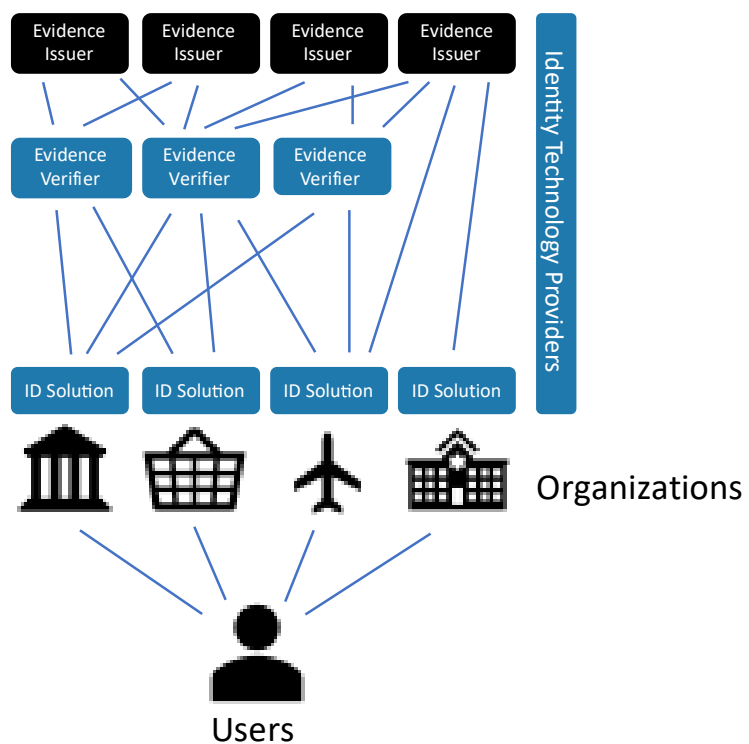 Evidence
Issuer
Evidence
Issuer
Evidence
Issuer
Evidence
Issuer
Identity Technology Providers
Evidence
Verifier
Evidence
Verifier
Evidence
Verifier
ID Solution
ID Solution
ID Solution
ID Solution
Organizations
Users